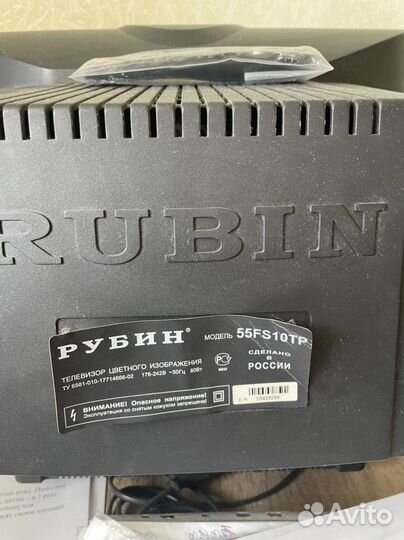 RUBIN
РУБИН® МОДЕЛЬ 55FS10TP
ТЕЛЕВИЗОР ЦВЕТНОГО ИЗОБРАЖЕНИЯ
ТУ 6581-010-17714666-02 176-242В ~50Гц 80Вт
СДЕЛАНО В РОССИИ
ВНИМАНИЕ! Опасное напряжение!
Эксплуатация со снятым кожухом запрещена!
S/N
Avito